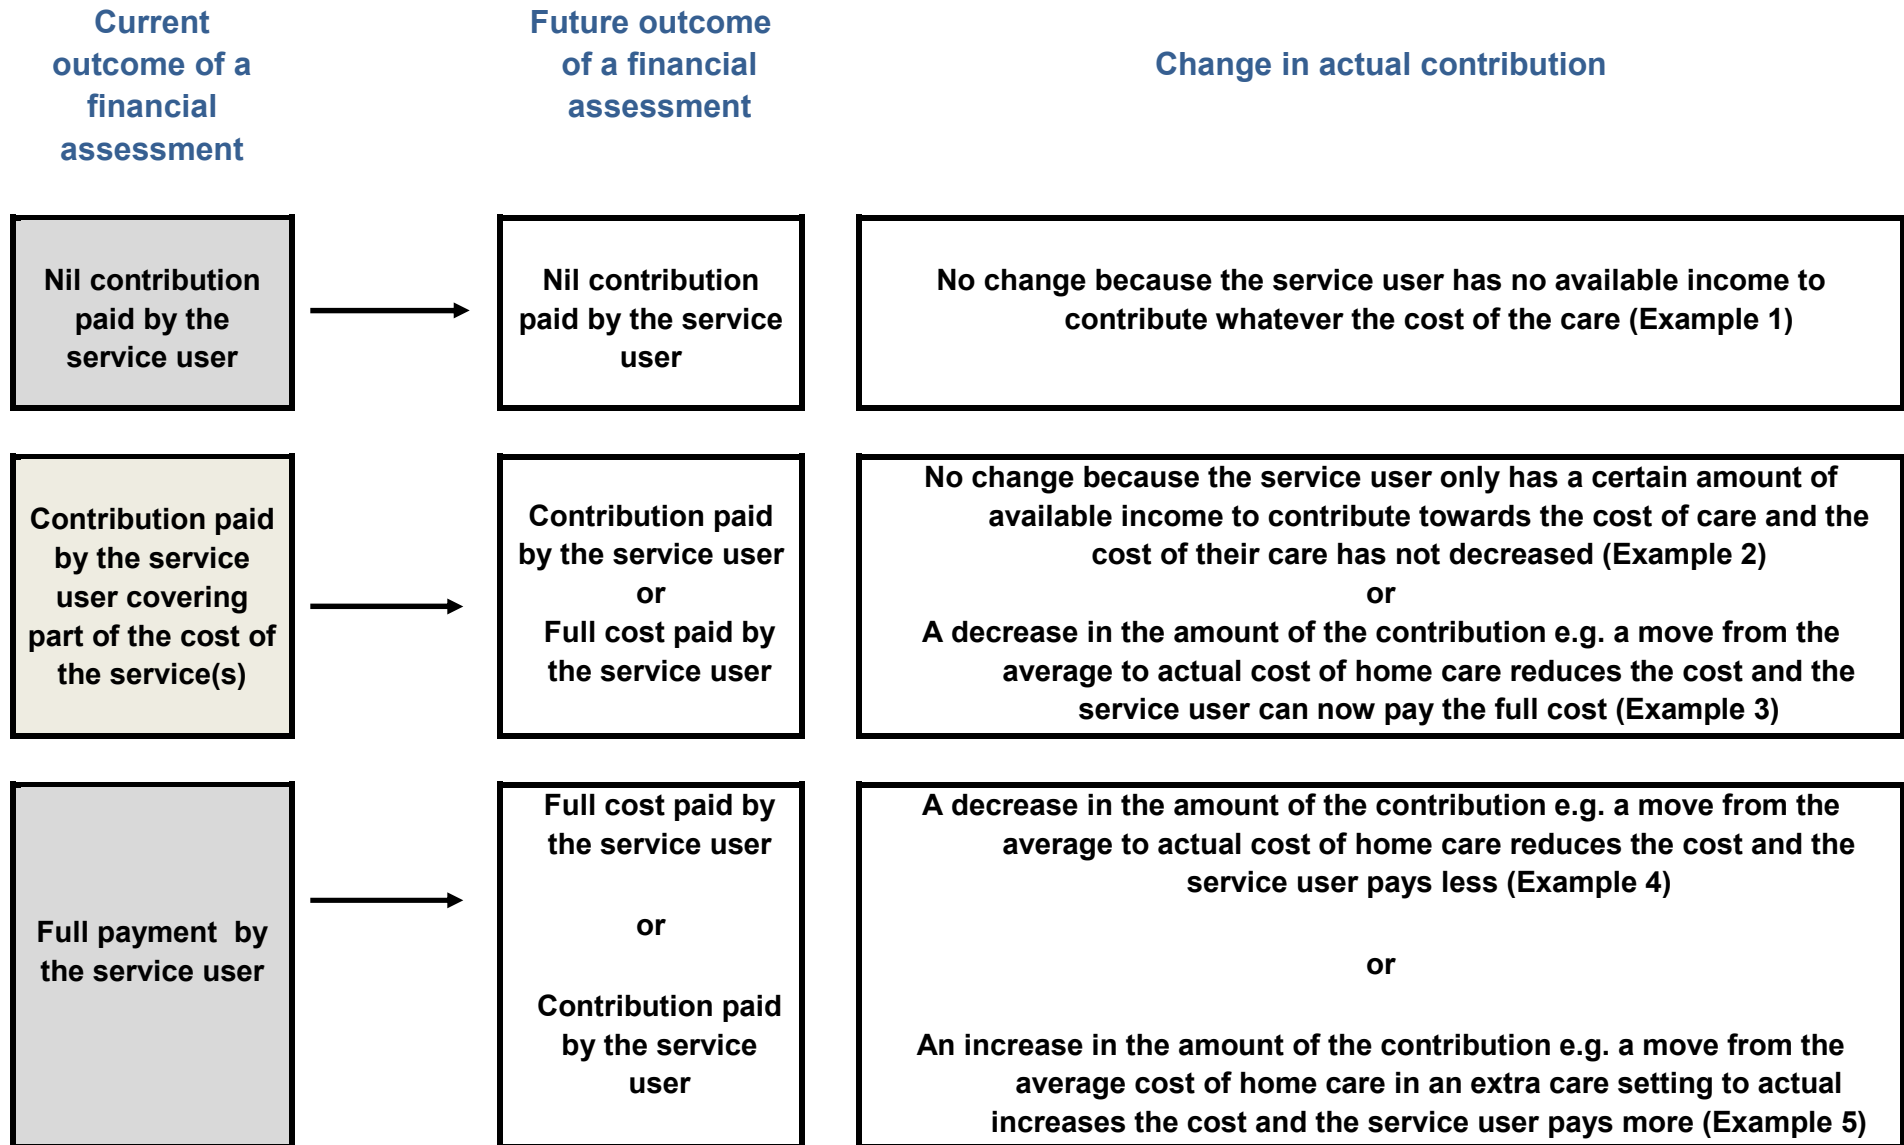 Current
outcome of a
financial
assessment
Future outcome
of a financial
assessment
Change in actual contribution
Nil contribution
paid by the
service user
Nil contribution
paid by the service
user
No change because the service user has no available income to
contribute whatever the cost of the care (Example 1)
Contribution paid
by the service
user covering
part of the cost of
the service(s)
Contribution paid
by the service user
or
Full cost paid by
the service user
No change because the service user only has a certain amount of
available income to contribute towards the cost of care and the
cost of their care has not decreased (Example 2)
or
A decrease in the amount of the contribution e.g. a move from the
average to actual cost of home care reduces the cost and the
service user can now pay the full cost (Example 3)
Full payment by
the service user
Full cost paid by
the service user
or
Contribution paid
by the service
user
A decrease in the amount of the contribution e.g. a move from the
average to actual cost of home care reduces the cost and the
service user pays less (Example 4)
or
An increase in the amount of the contribution e.g. a move from the
average cost of home care in an extra care setting to actual
increases the cost and the service user pays more (Example 5)